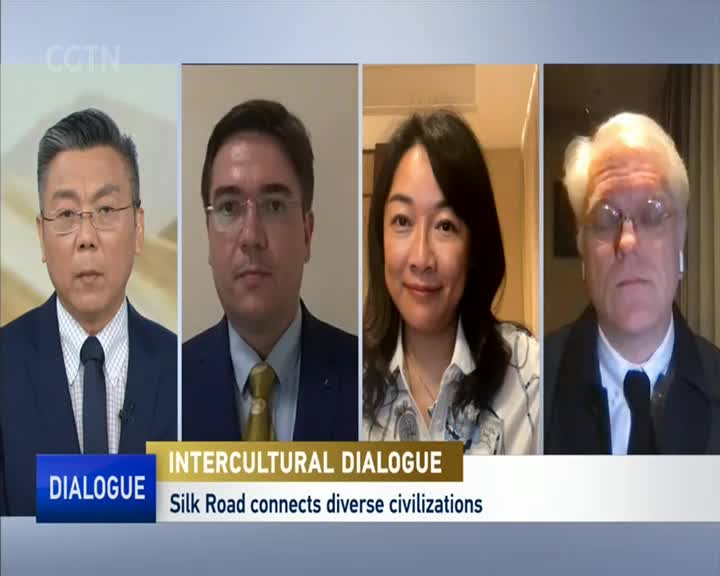 CGTN
INTERCULTURAL DIALOGUE
DIALOGUE
Silk Road connects diverse civilizations